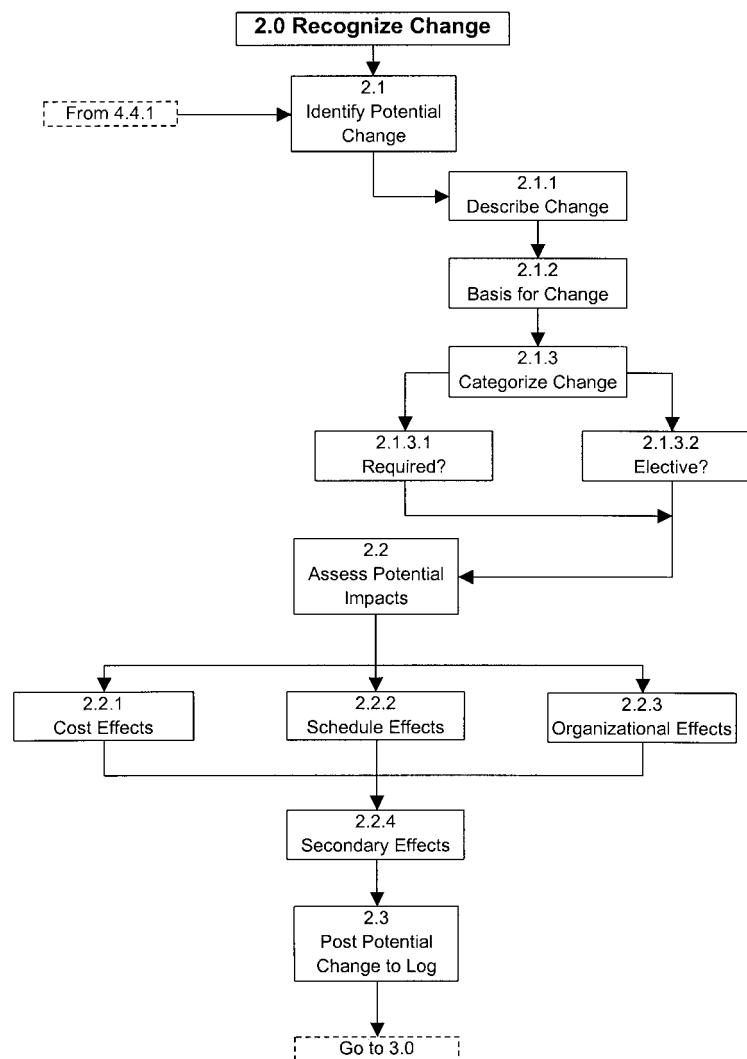 2.0 Recognize Change
2.1
Identify Potential
Change
From 4.4.1
2.1.1
Describe Change
2.1.2
Basis for Change
2.1.3
Categorize Change
2.1.3.1
Required?
2.1.3.2
Elective?
2.2
Assess Potential
Impacts
2.2.1
Cost Effects
2.2.2
Schedule Effects
2.2.3
Organizational Effects
2.2.4
Secondary Effects
2.3
Post Potential
Change to Log
Go to 3.0